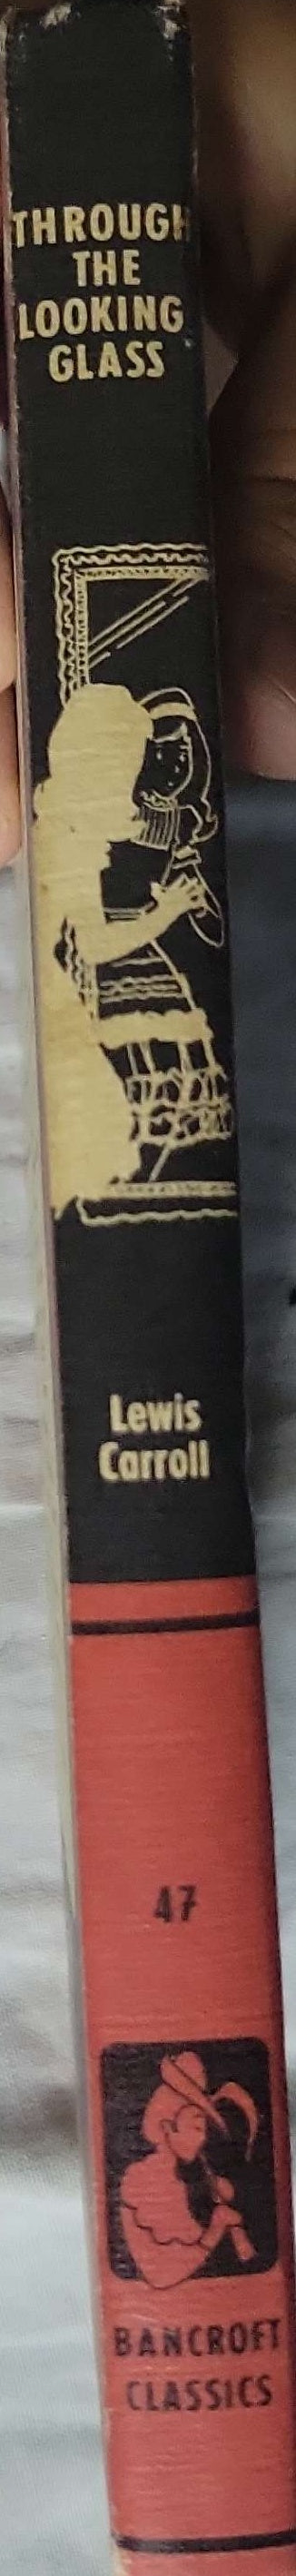 THROUGH
THE
LOOKING
GLASS
Lewis
Carroll
47
BANCROFT
CLASSICS